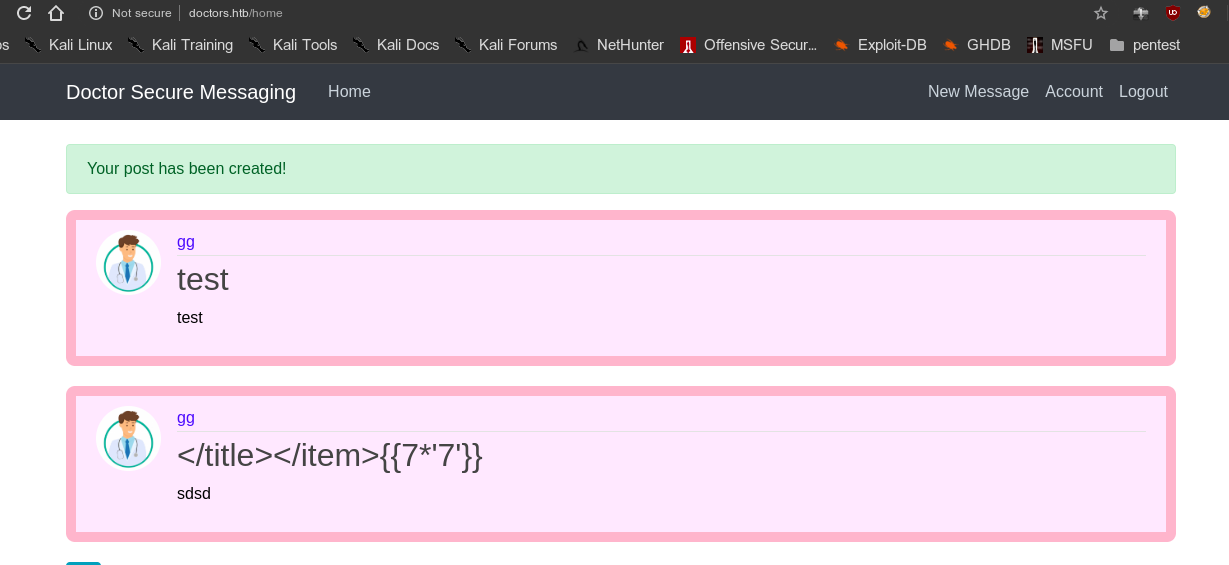 Not secure doctors.htb/home
Kali Linux Kali Training Kali Tools Kali Docs Kali Forums NetHunter Offensive Secur... Exploit-DB GHDB MSFU pentest
Doctor Secure Messaging Home New Message Account Logout
Your post has been created!
gg
test
test
gg
</title></item>{{7*'7'}}
sdsd